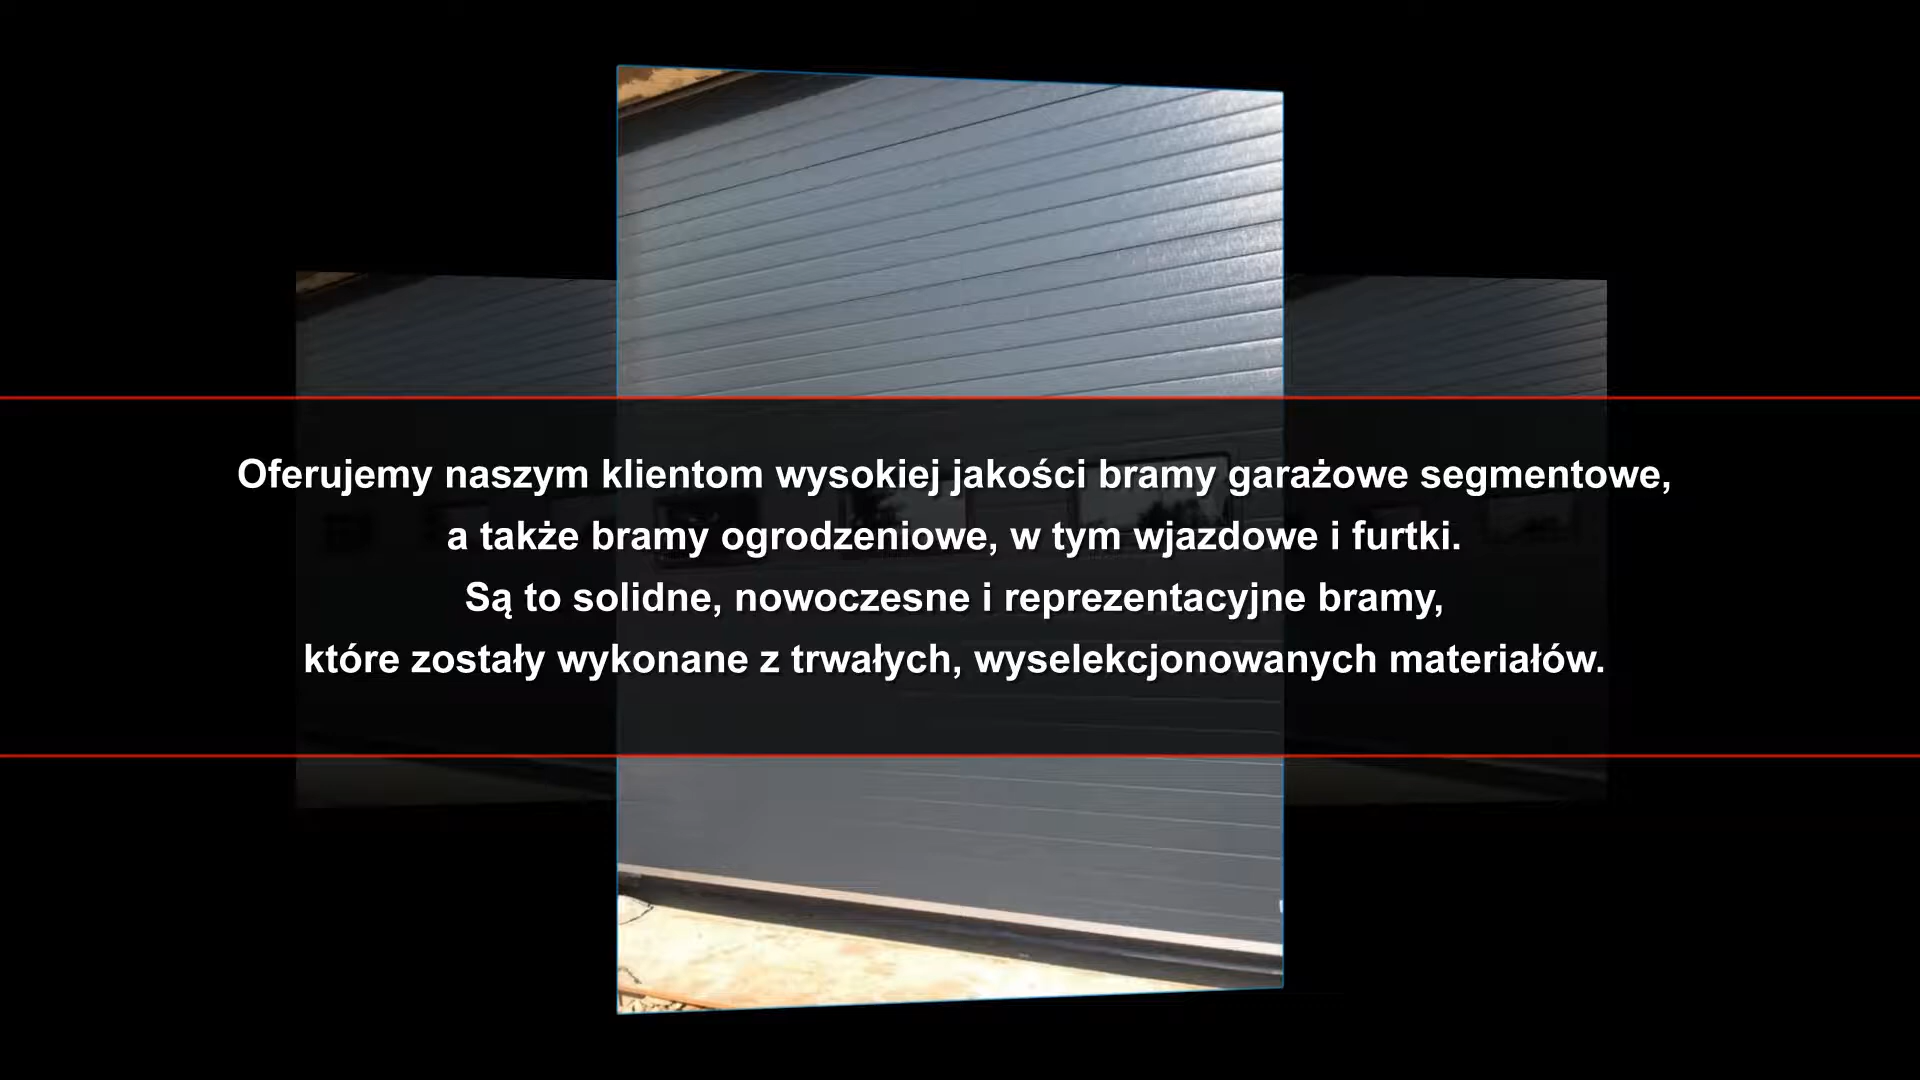 Oferujemy naszym klientom wysokiej jakości bramy garażowe segmentowe,
a także bramy ogrodzeniowe, w tym wjazdowe i furtki.
Są to solidne, nowoczesne i reprezentacyjne bramy,
które zostały wykonane z trwałych, wyselekcjonowanych materiałów.